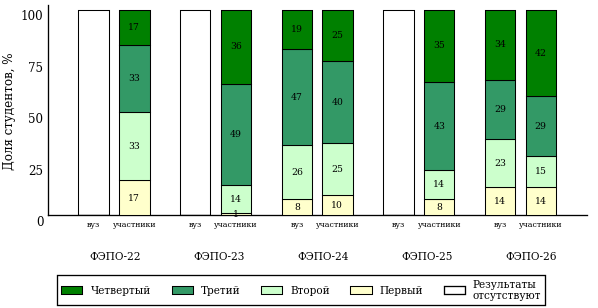 Доля студентов, %
100
75
50
25
0
17 36 19 25 35 34 42
33 49 47 40 43 29 29
33 14 26 25 14 23 15
17 1 8 10 8 14 14
вуз участники вуз участники вуз участники вуз участники вуз участники
ФЭПО-22 ФЭПО-23 ФЭПО-24 ФЭПО-25 ФЭПО-26
Четвертый Третий Второй Первый Результаты
отсутствуют